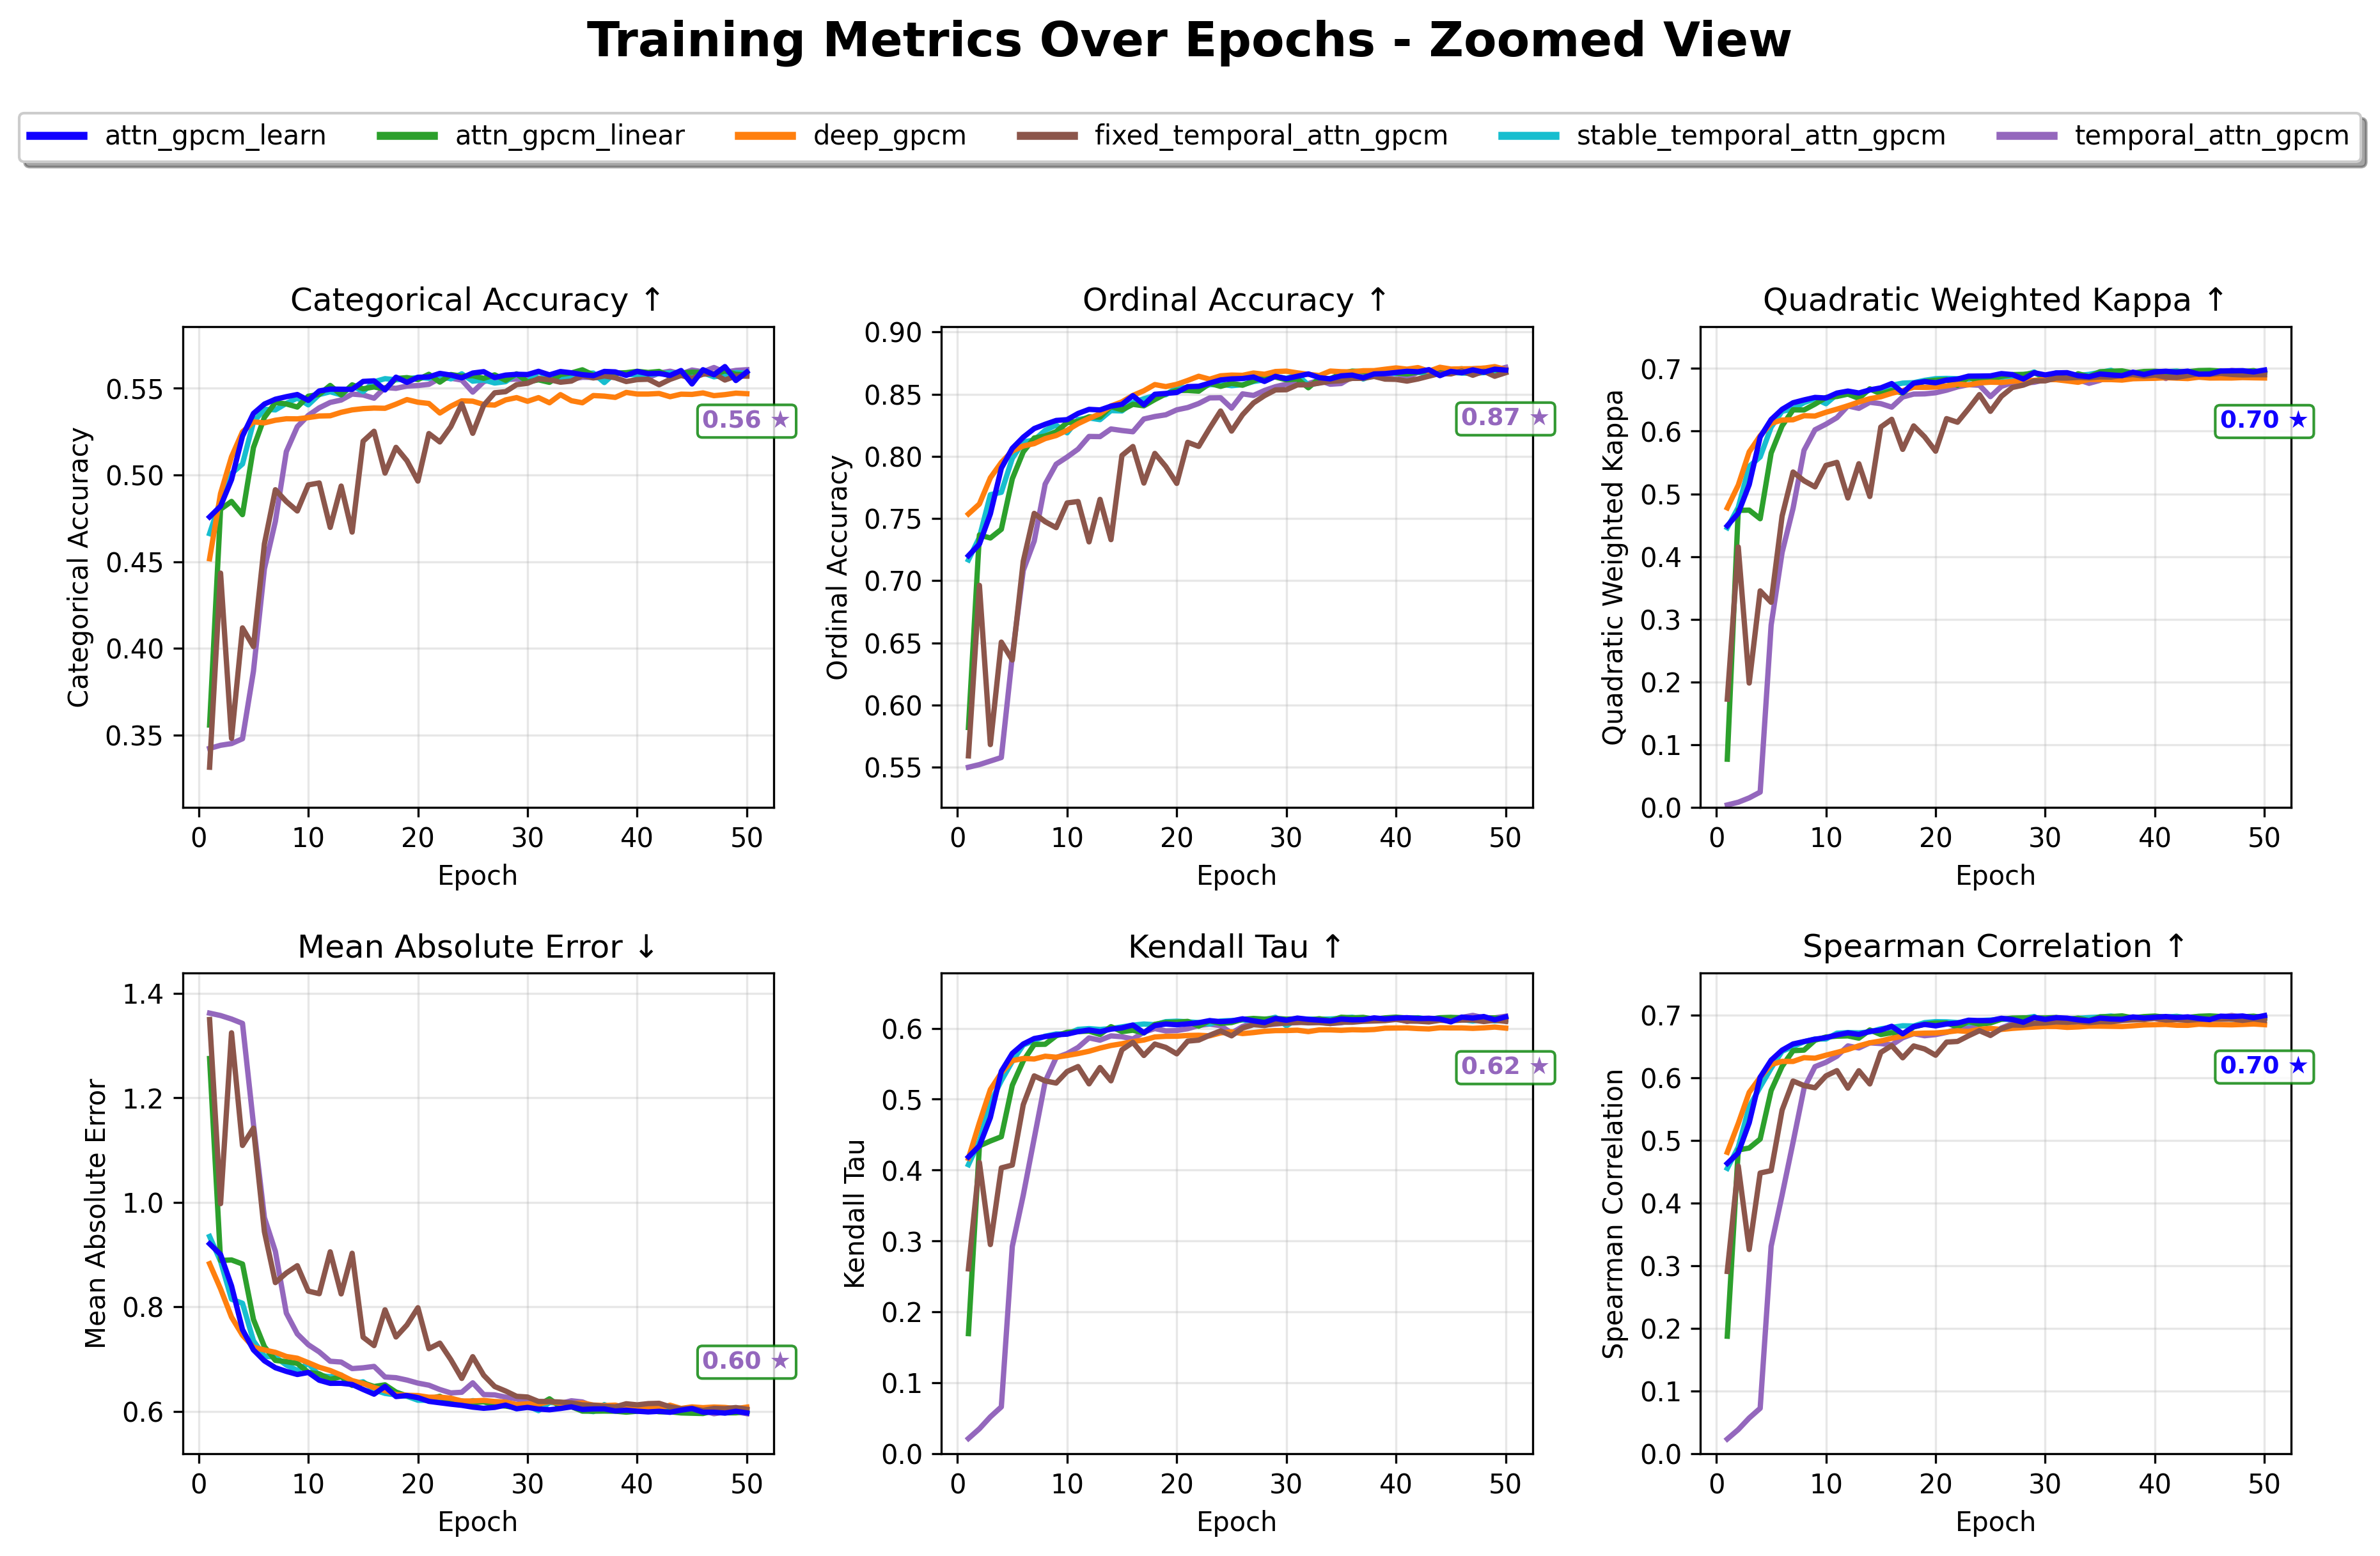 Training Metrics Over Epochs - Zoomed View
attn_gpcm_learn attn_gpcm_linear deep_gpcm fixed_temporal_attn_gpcm stable_temporal_attn_gpcm temporal_attn_gpcm
Categorical Accuracy ↑
Categorical Accuracy
0.55
0.50
0.45
0.40
0.35
0.56 ★
0 10 20 30 40 50
Epoch
Ordinal Accuracy ↑
Ordinal Accuracy
0.90
0.85
0.80
0.75
0.70
0.65
0.60
0.55
0.87 ★
0 10 20 30 40 50
Epoch
Quadratic Weighted Kappa ↑
Quadratic Weighted Kappa
0.7
0.6
0.5
0.4
0.3
0.2
0.1
0.0
0.70 ★
0 10 20 30 40 50
Epoch
Mean Absolute Error ↓
Mean Absolute Error
1.4
1.2
1.0
0.8
0.6
0.60 ★
0 10 20 30 40 50
Epoch
Kendall Tau ↑
Kendall Tau
0.6
0.5
0.4
0.3
0.2
0.1
0.0
0.62 ★
0 10 20 30 40 50
Epoch
Spearman Correlation ↑
Spearman Correlation
0.7
0.6
0.5
0.4
0.3
0.2
0.1
0.0
0.70 ★
0 10 20 30 40 50
Epoch